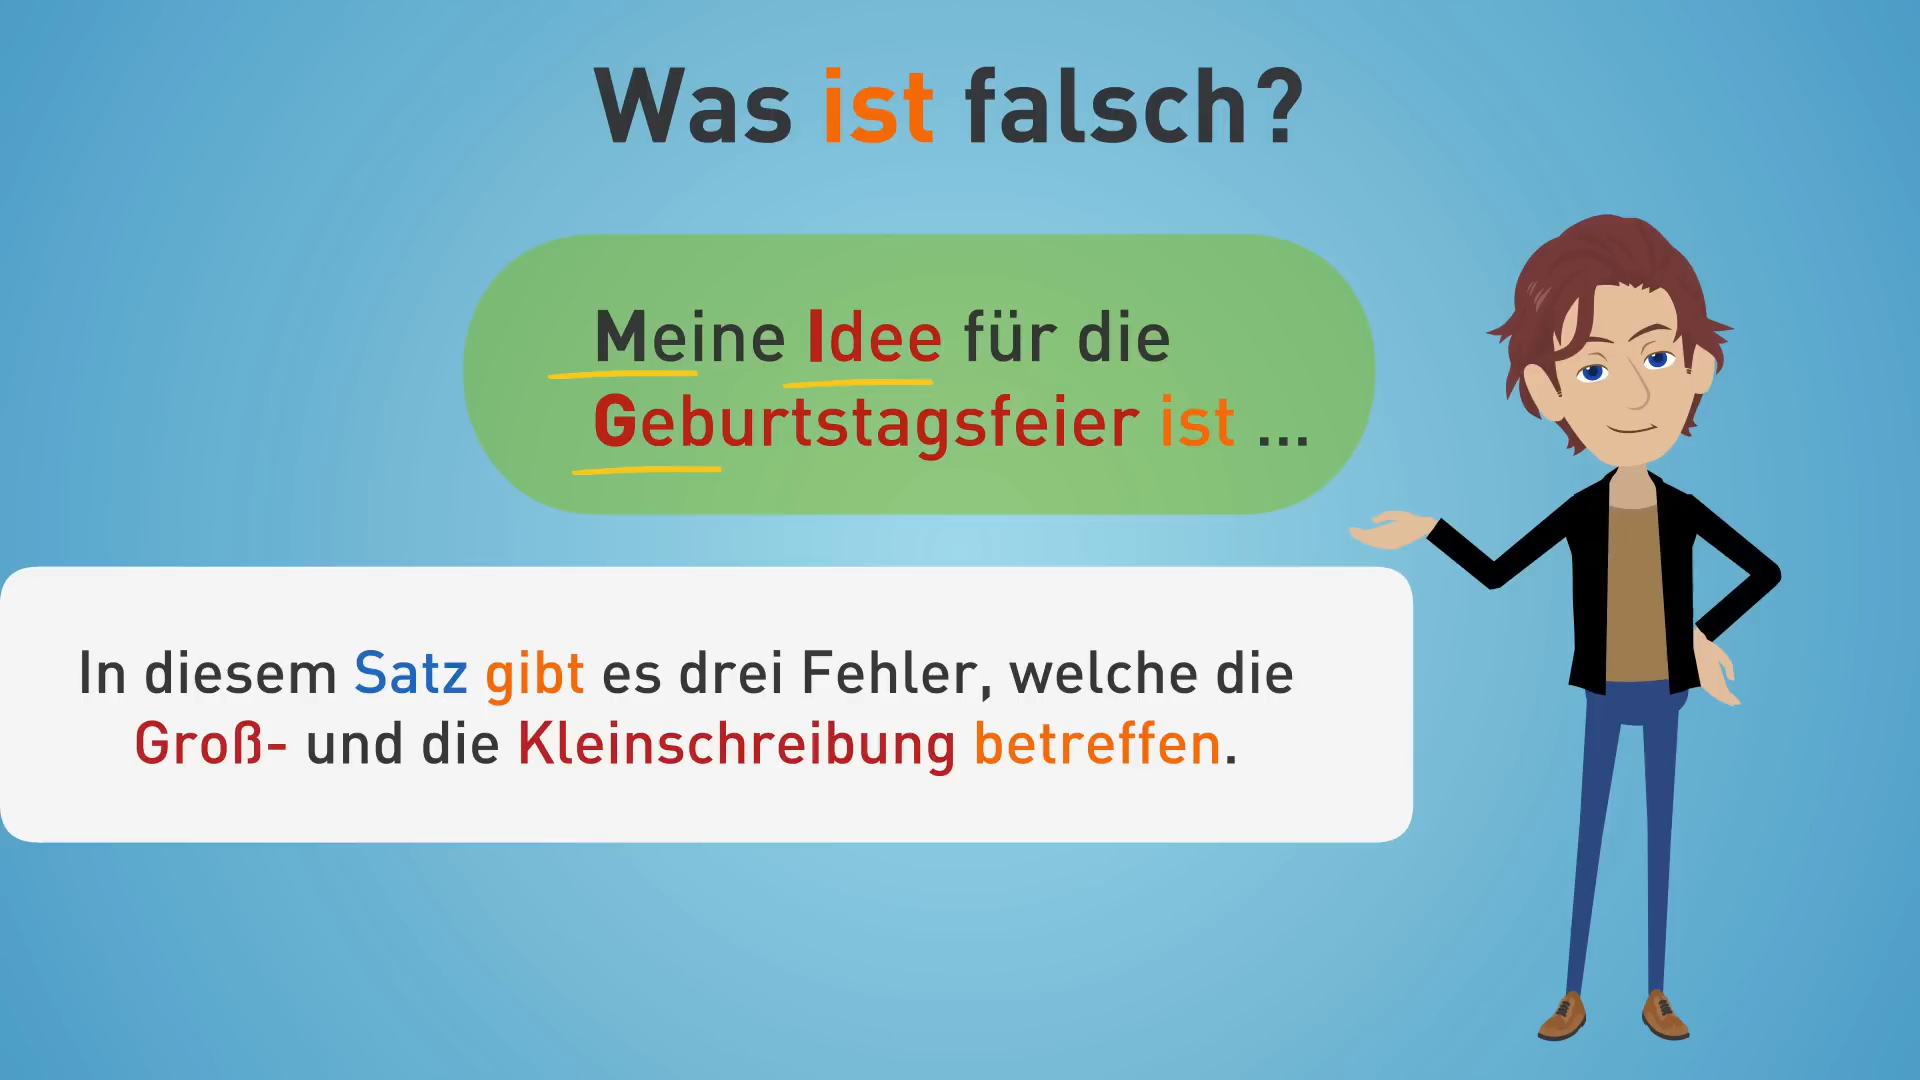 Was ist falsch?
Meine Idee für die
Geburtstagsfeier ist ...
In diesem Satz gibt es drei Fehler, welche die
Groß- und die Kleinschreibung betreffen.